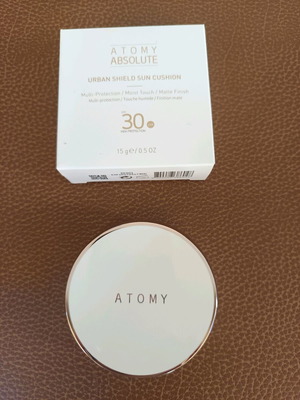 ATOMY
ABSOLUTE
URBAN SHIELD SUN CUSHION
Multi-Protection / Moist Touch / Matte Finish
30
15 g e / 0.5 OZ
ATOMY